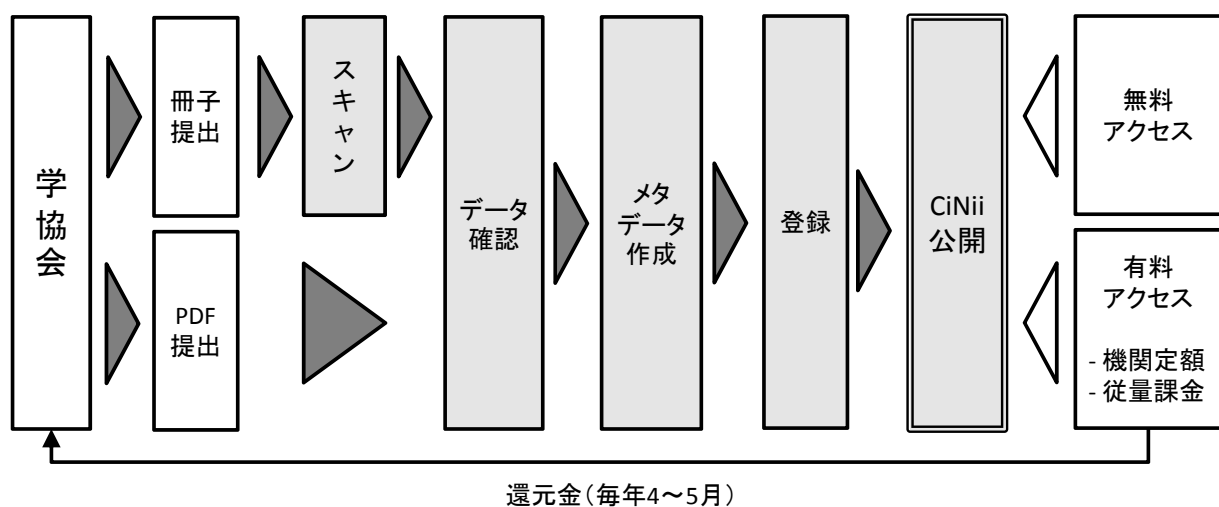 学協会
冊子
提出
スキャン
PDF
提出
データ
確認
メタ
データ
作成
登録
CiNii
公開
無料
アクセス
有料
アクセス
- 機関定額
- 従量課金
還元金(毎年4~5月)